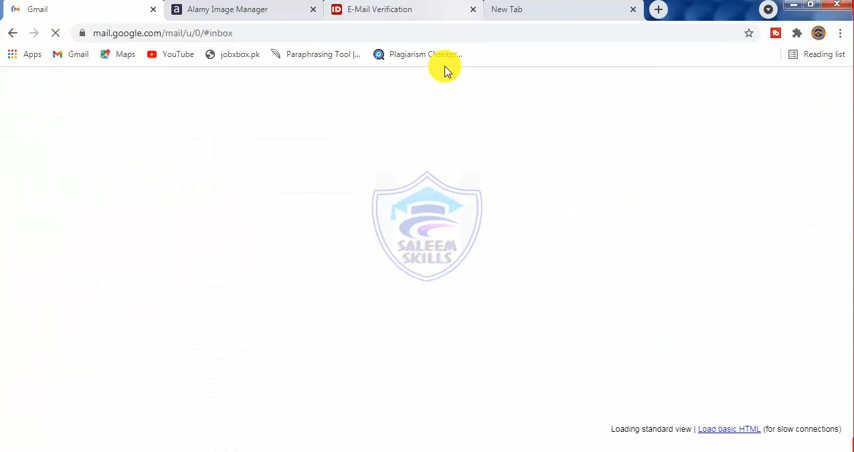 Gmail
Alamy Image Manager
E-Mail Verification
New Tab
mail.google.com/mail/u/0/#inbox
Apps
Gmail
Maps
YouTube
jobxbox.pk
Paraphrasing Tool |...
Plagiarism Checker...
Reading list
SALEEM
SKILLS
Loading standard view | Load basic HTML (for slow connections)